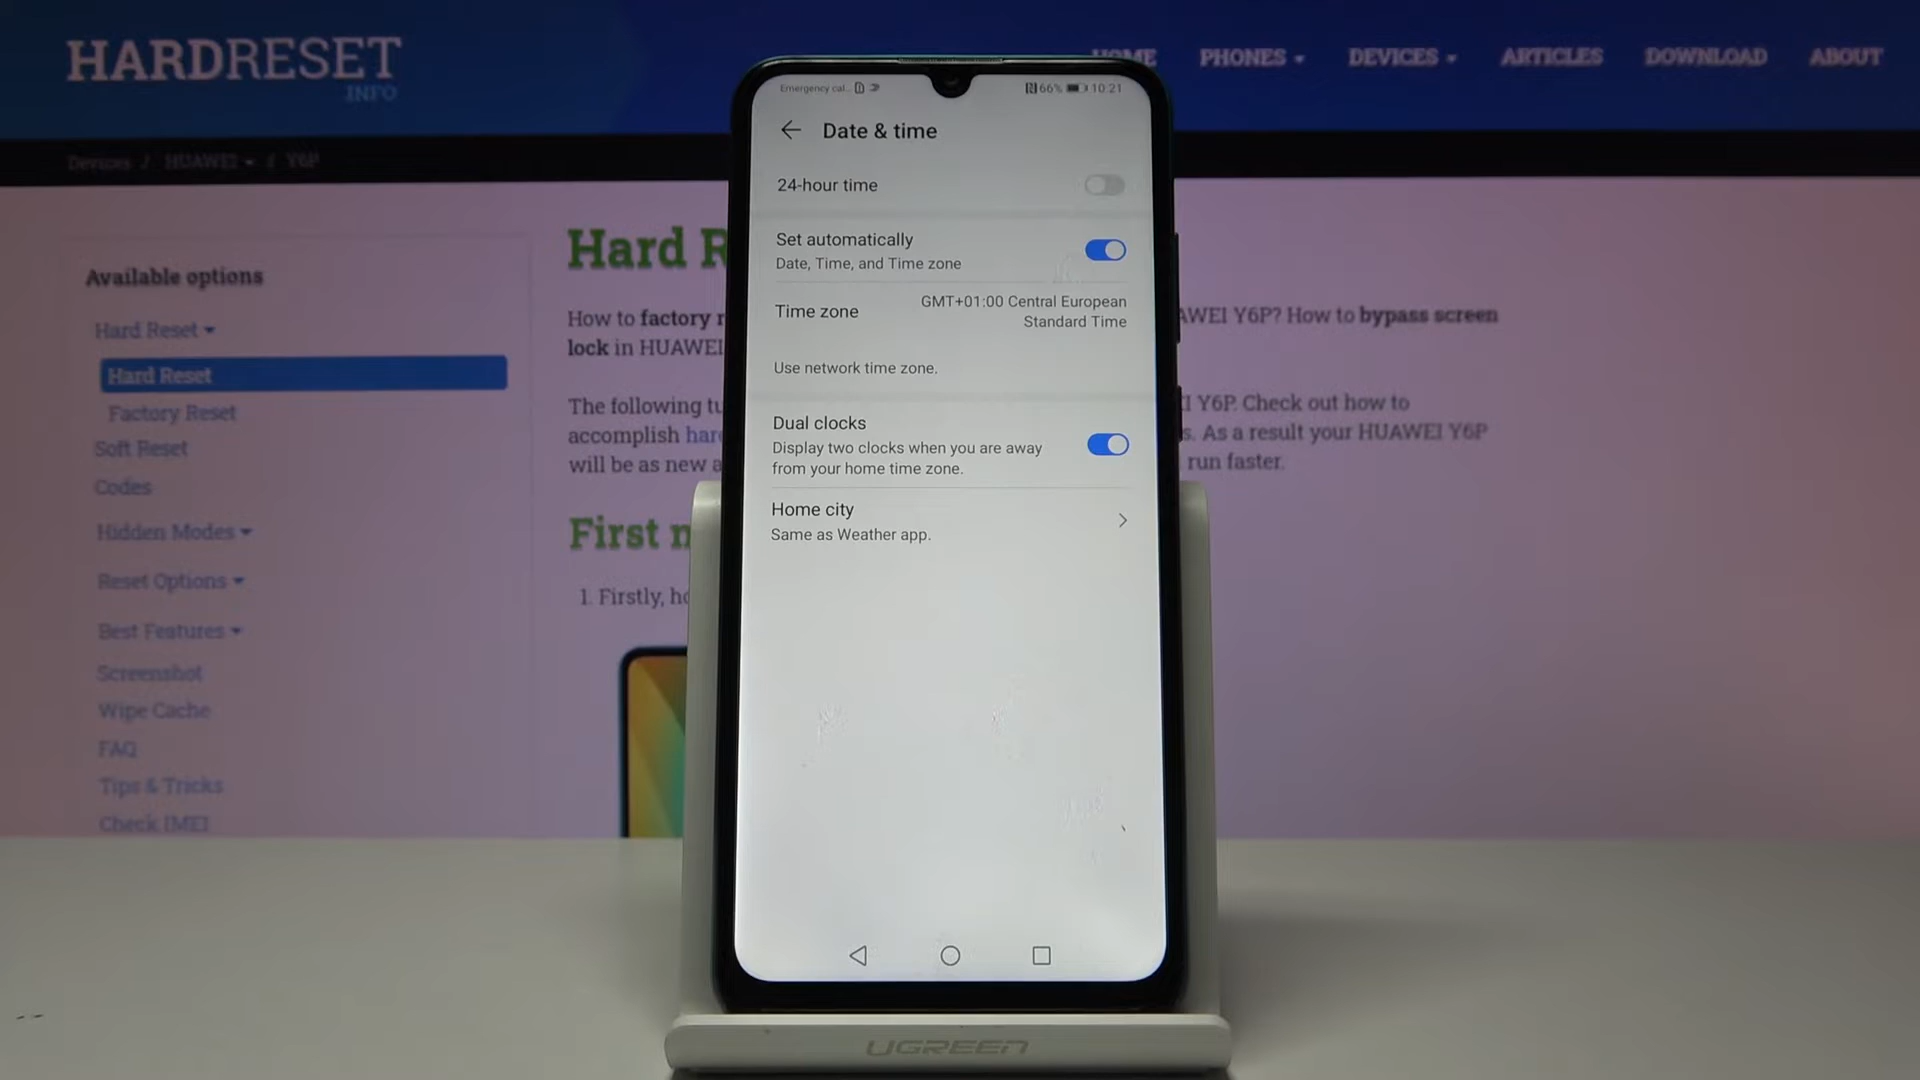 HARDRESET
.INFO
HOME PHONES DEVICES ARTICLES DOWNLOAD ABOUT
Devices / HUAWEI / Y6P
Available options
Hard Reset
Hard Reset
Factory Reset
Soft Reset
Codes
Hidden Modes
Reset Options
Best Features
Screenshot
Wipe Cache
FAQ
Tips & Tricks
Check IMEI
Hard R
How to factory r
AWEI Y6P? How to bypass screen
lock in HUAWEI
The following tu
I Y6P. Check out how to
accomplish hard
s. As a result your HUAWEI Y6P
will be as new a
run faster.
First m
1. Firstly, ho
Emergency cal.. 66% 10:21
Date & time
24-hour time
Set automatically
Date, Time, and Time zone
Time zone
GMT+01:00 Central European
Standard Time
Use network time zone.
Dual clocks
Display two clocks when you are away
from your home time zone.
Home city
Same as Weather app.
UGREEN